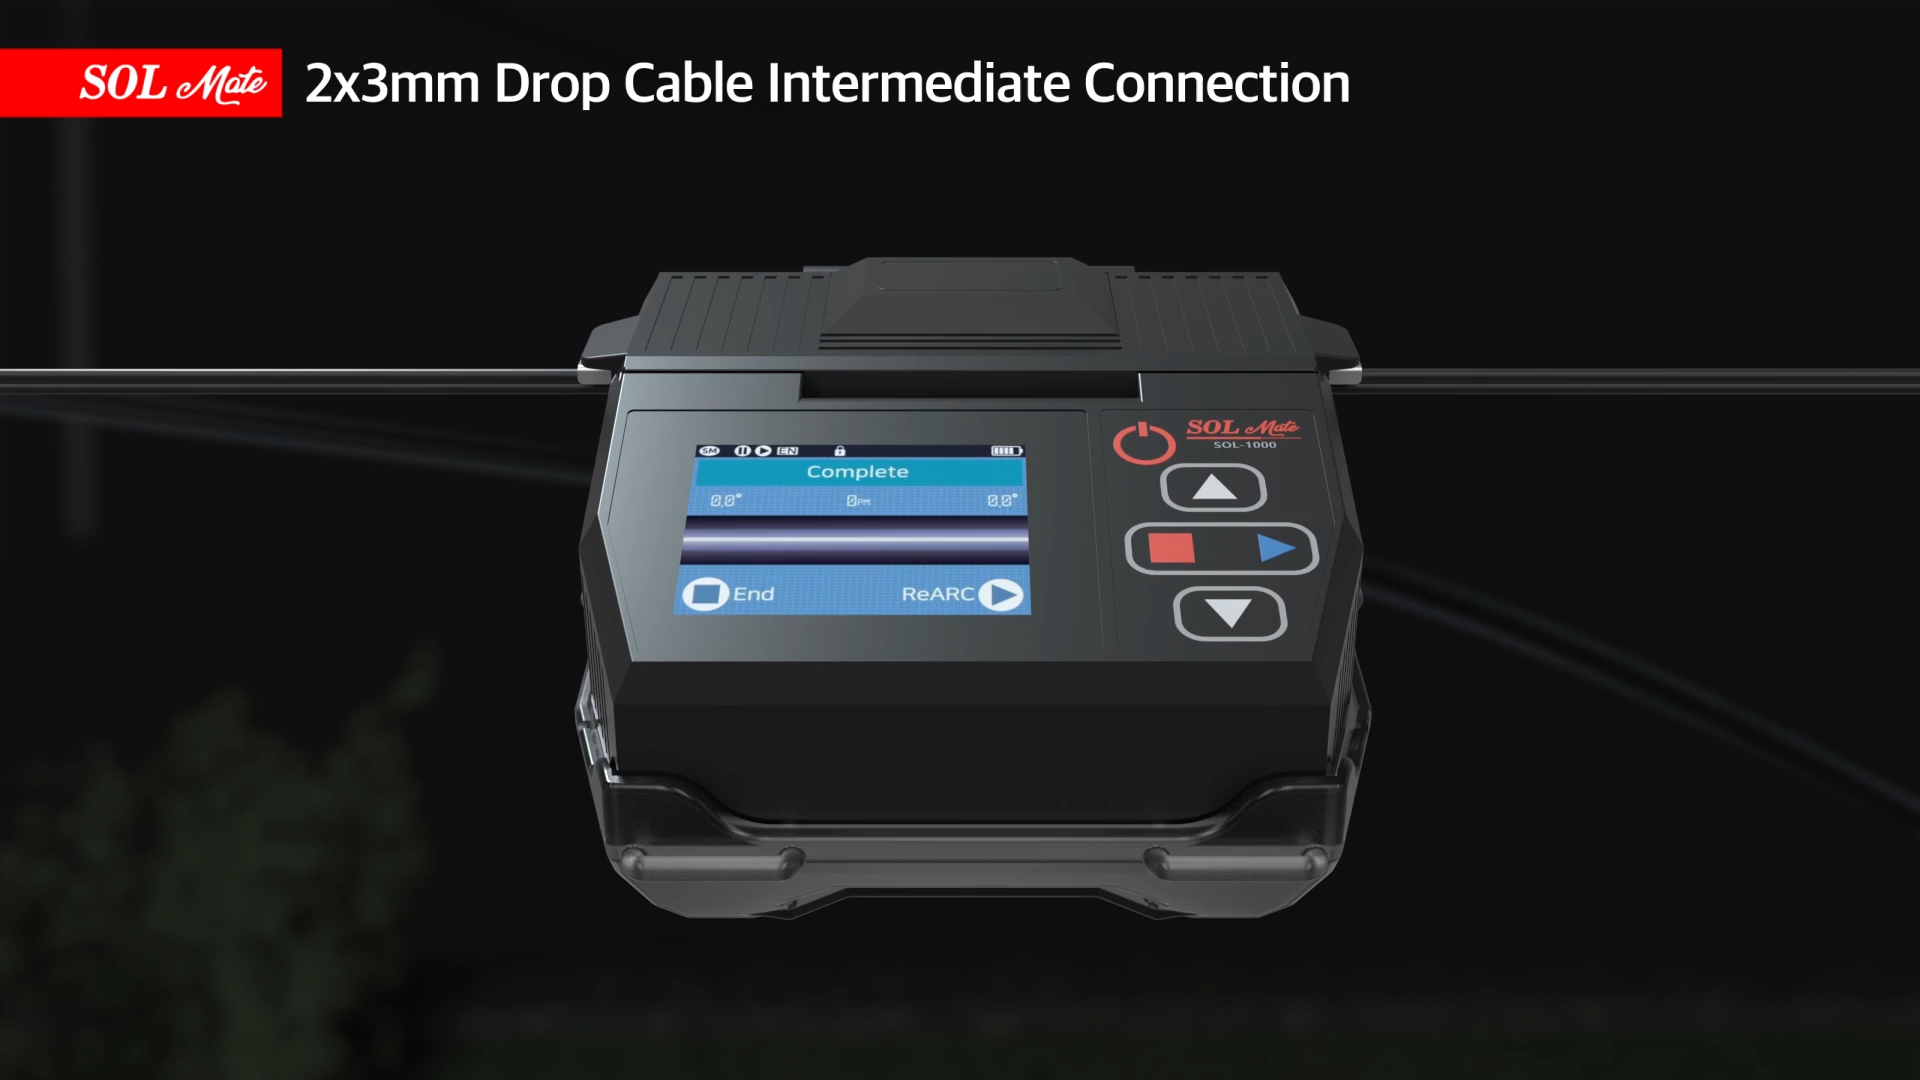 SOL Mate 2x3mm Drop Cable Intermediate Connection
SOL Mate
SOL-1000
SM EN
Complete
0.0° 0PM 0.0°
End ReARC